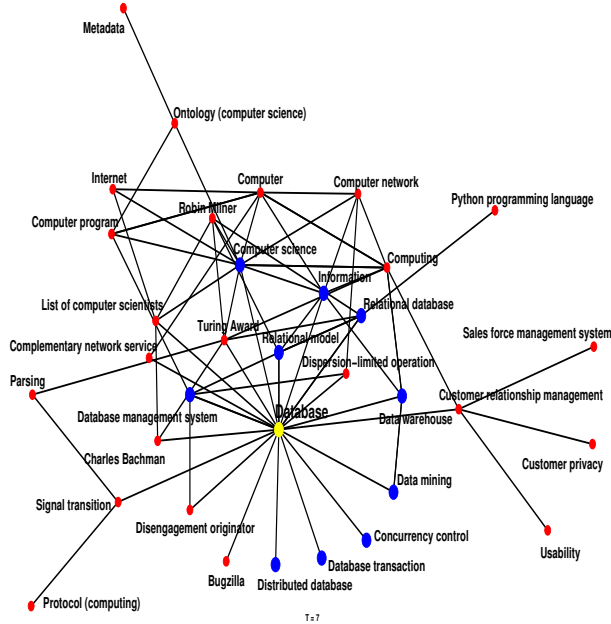 Metadata
Ontology (computer science)
Internet
Computer
Computer network
Python programming language
Robin Milner
Computer program
Computer science
Computing
Information
List of computer scientists
Relational database
Turing Award
Relational model
Sales force management system
Complementary network service
Dispersion-limited operation
Parsing
Customer relationship management
Database management system
Database
Data warehouse
Charles Bachman
Customer privacy
Data mining
Signal transition
Disengagement originator
Concurrency control
Usability
Database transaction
Bugzilla
Distributed database
Protocol (computing)
T = 7